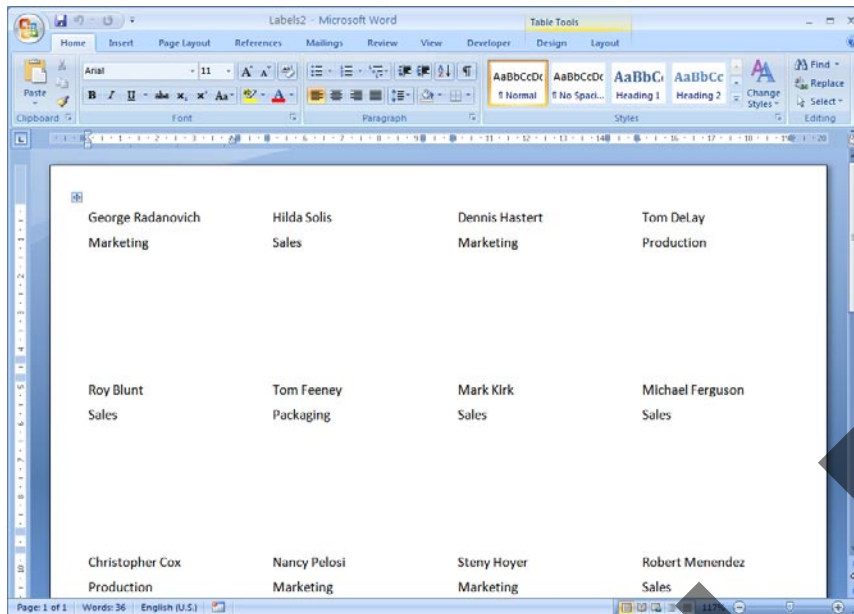 Labels2 - Microsoft Word
Table Tools
Home Insert Page Layout References Mailings Review View Developer Design Layout
Paste
Arial
11
B I U abc x, x' Aa
AaBbCcDc AaBbCcDc AaBbC AaBbCc
¶ Normal ¶ No Spaci... Heading 1 Heading 2
Change Styles
Find
Replace
Select
Clipboard Font Paragraph Styles Editing
George Radanovich Hilda Solis Dennis Hastert Tom DeLay
Marketing Sales Marketing Production
Roy Blunt Tom Feeney Mark Kirk Michael Ferguson
Sales Packaging Sales Sales
Christopher Cox Nancy Pelosi Steny Hoyer Robert Menendez
Production Marketing Marketing Sales
Page: 1 of 1 Words: 36 English (U.S.) 117%